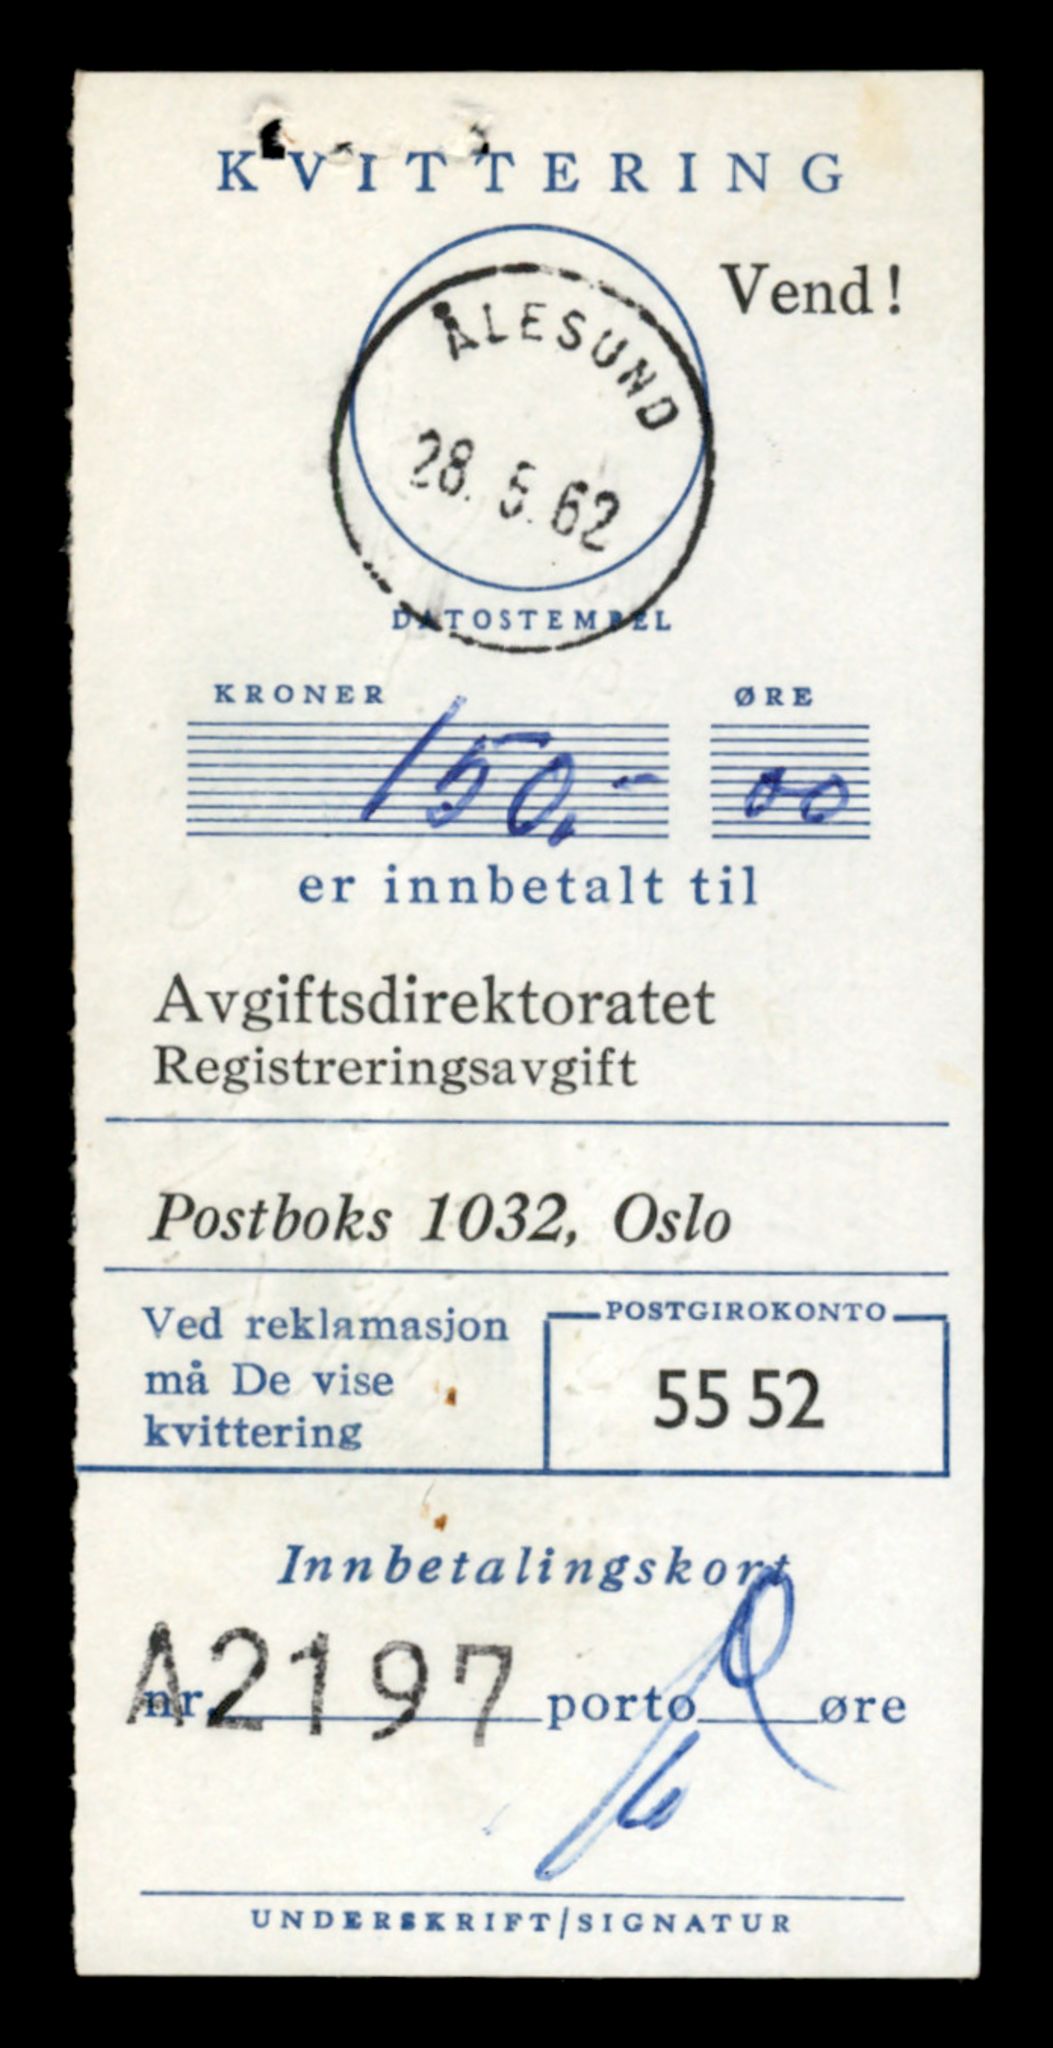 KVITTERING
Vend!
ÅLESUND
28. 5. 62
DATOSTEMPEL
KRONER ØRE
150,- 00
er innbetalt til
Avgiftsdirektoratet
Registreringsavgift
Postboks 1032, Oslo
Ved reklamasjon
må De vise
kvittering
POSTGIROKONTO
55 52
Innbetalingskort
nr. A2197 porto øre
UNDERSKRIFT/SIGNATUR